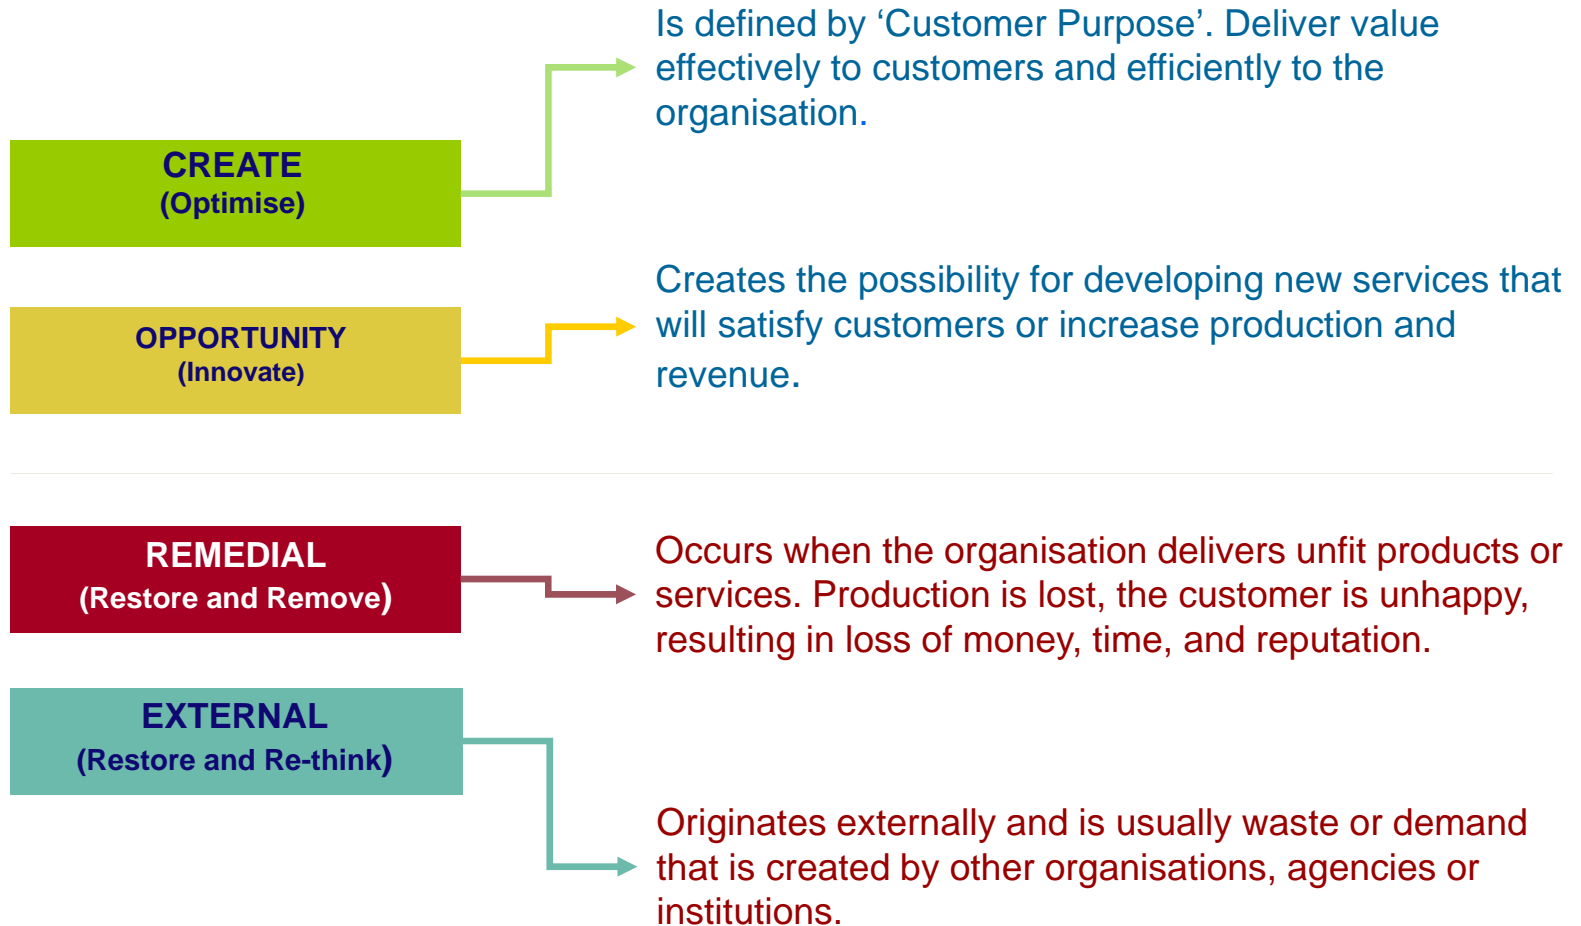 Is defined by ‘Customer Purpose’. Deliver value
effectively to customers and efficiently to the
organisation.
CREATE
(Optimise)
Creates the possibility for developing new services that
will satisfy customers or increase production and
revenue.
OPPORTUNITY
(Innovate)
REMEDIAL
(Restore and Remove)
Occurs when the organisation delivers unfit products or
services. Production is lost, the customer is unhappy,
resulting in loss of money, time, and reputation.
EXTERNAL
(Restore and Re-think)
Originates externally and is usually waste or demand
that is created by other organisations, agencies or
institutions.